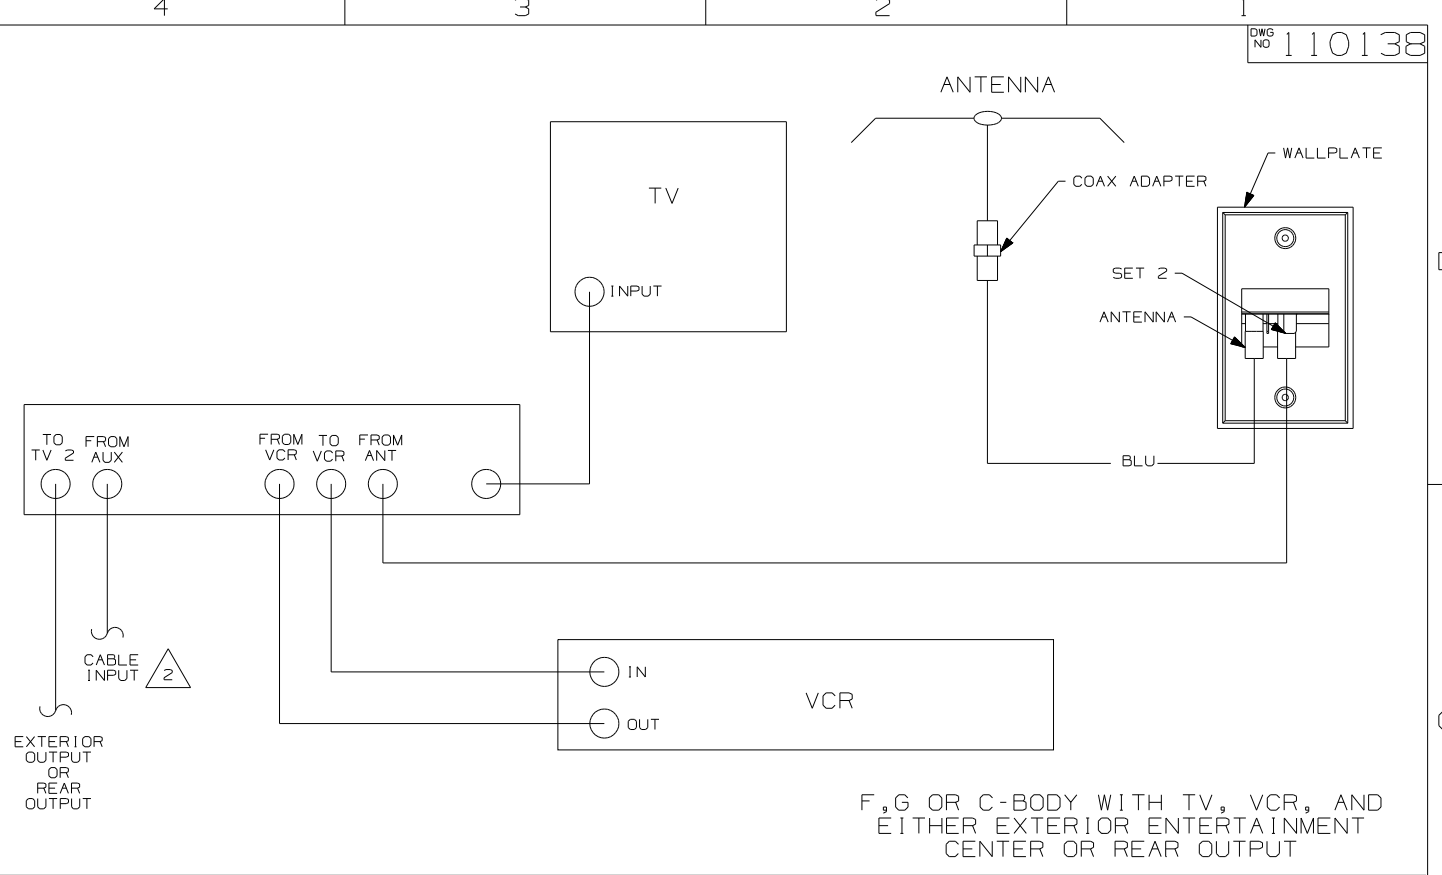 4 3 2 1
DWG
NO 110138
ANTENNA
WALLPLATE
COAX ADAPTER
TV
SET 2
INPUT
ANTENNA
TO
TV 2
FROM
AUX
FROM
VCR
TO
VCR
FROM
ANT
BLU
CABLE
INPUT
2
IN
VCR
OUT
EXTERIOR
OUTPUT
OR
REAR
OUTPUT
F,G OR C-BODY WITH TV, VCR, AND
EITHER EXTERIOR ENTERTAINMENT
CENTER OR REAR OUTPUT